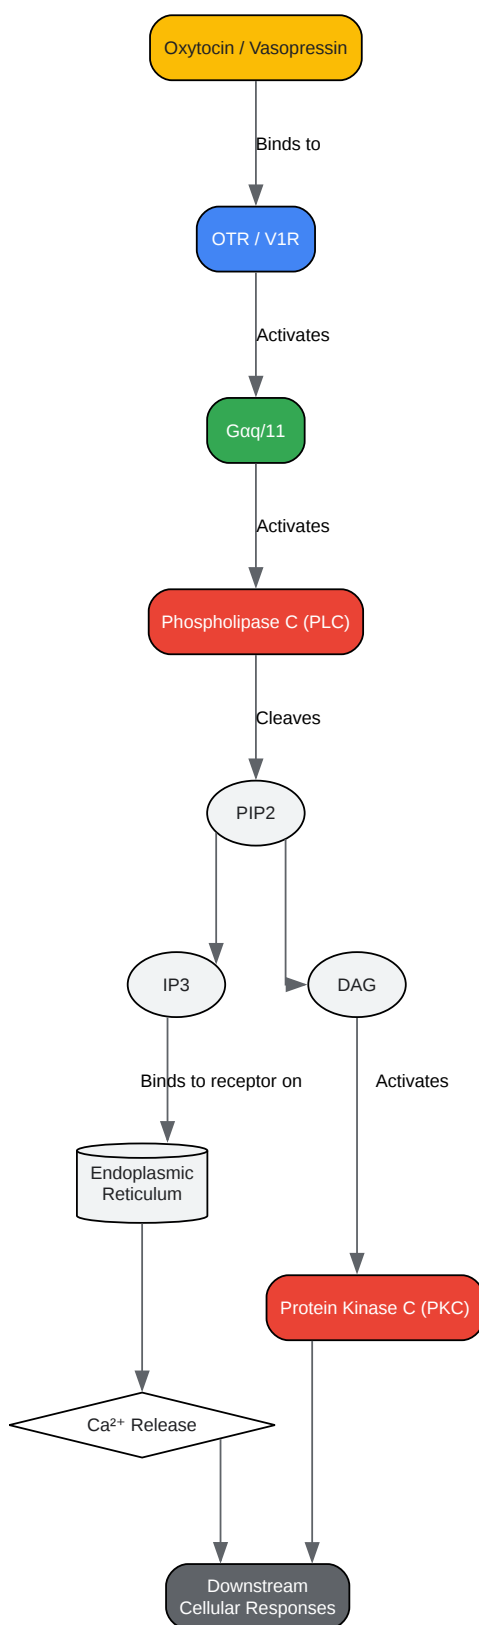 Oxytocin / Vasopressin
Binds to
OTR / V1R
Activates
Gαq/11
Activates
Phospholipase C (PLC)
Cleaves
PIP2
IP3
DAG
Binds to receptor on
Activates
Endoplasmic
Reticulum
Protein Kinase C (PKC)
Ca²⁺ Release
Downstream
Cellular Responses